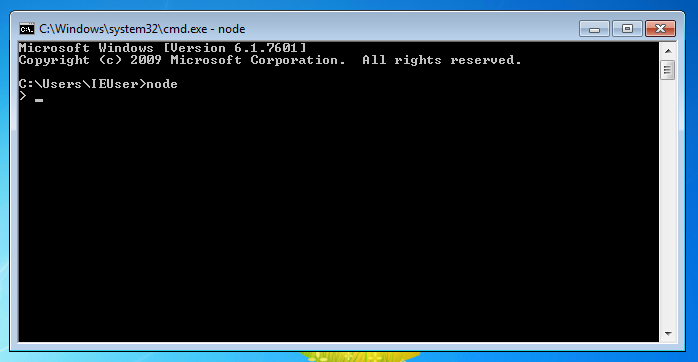 C:\Windows\system32\cmd.exe - node
Microsoft Windows [Version 6.1.7601]
Copyright (c) 2009 Microsoft Corporation.  All rights reserved.
C:\Users\IEUser>node
> _